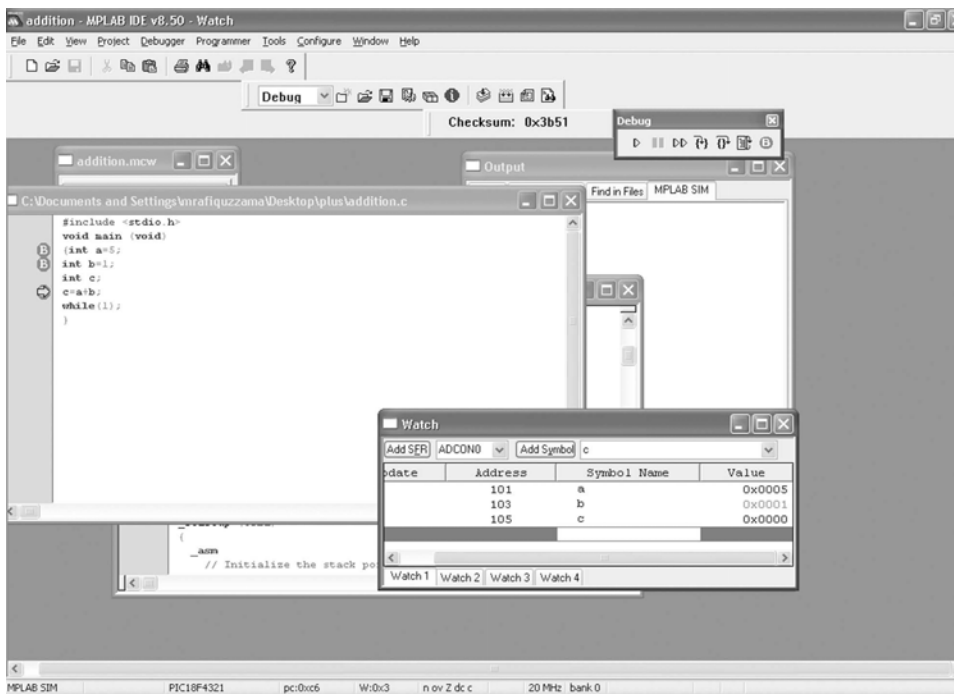 addition - MPLAB IDE v8.50 - Watch
File Edit View Project Debugger Programmer Tools Configure Window Help
Debug
Checksum: 0x3b51
Debug
addition.mcw
Output
Find in Files MPLAB SIM
C:\Documents and Settings\mrafiquzzama\Desktop\plus\addition.c
#include <stdio.h>
void main (void)
{int a=5;
int b=1;
int c;
c=a+b;
while(1);
}
Watch
Add SFR ADCON0 Add Symbol c
pdate Address Symbol Name Value
101 a 0x0005
103 b 0x0001
105 c 0x0000
Watch 1 Watch 2 Watch 3 Watch 4
{
_asm
// Initialize the stack po
MPLAB SIM PIC18F4321 pc:0xc6 W:0x3 n ov Z dc c 20 MHz bank 0